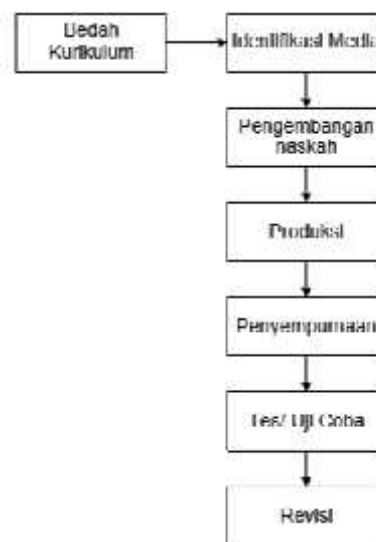 Bedah
Kurikulum
Identifikasi Media
Pengembangan
naskah
Produksi
Penyempurnaan
Tes/ Uji Coba
Revisi